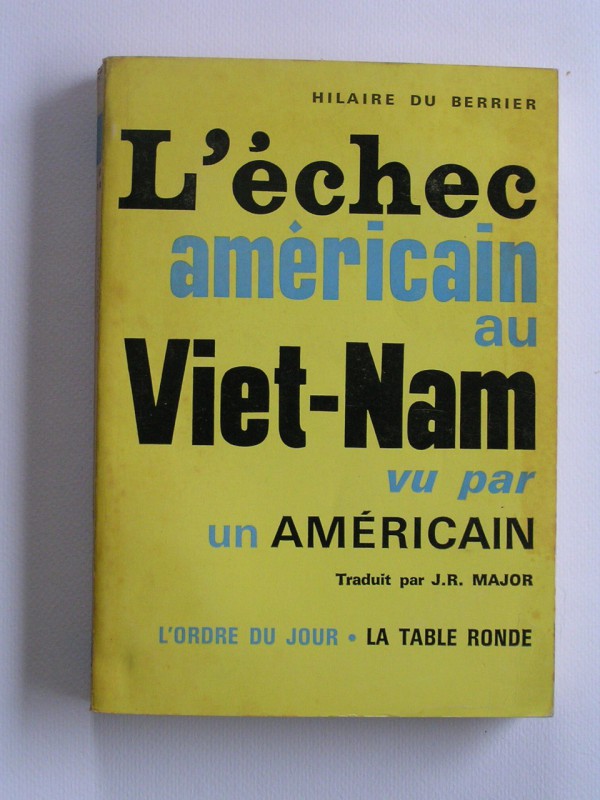 HILAIRE DU BERRIER
L'échec
américain
au
Viet-Nam
vu par
un AMÉRICAIN
Traduit par J.R. MAJOR
L'ORDRE DU JOUR • LA TABLE RONDE